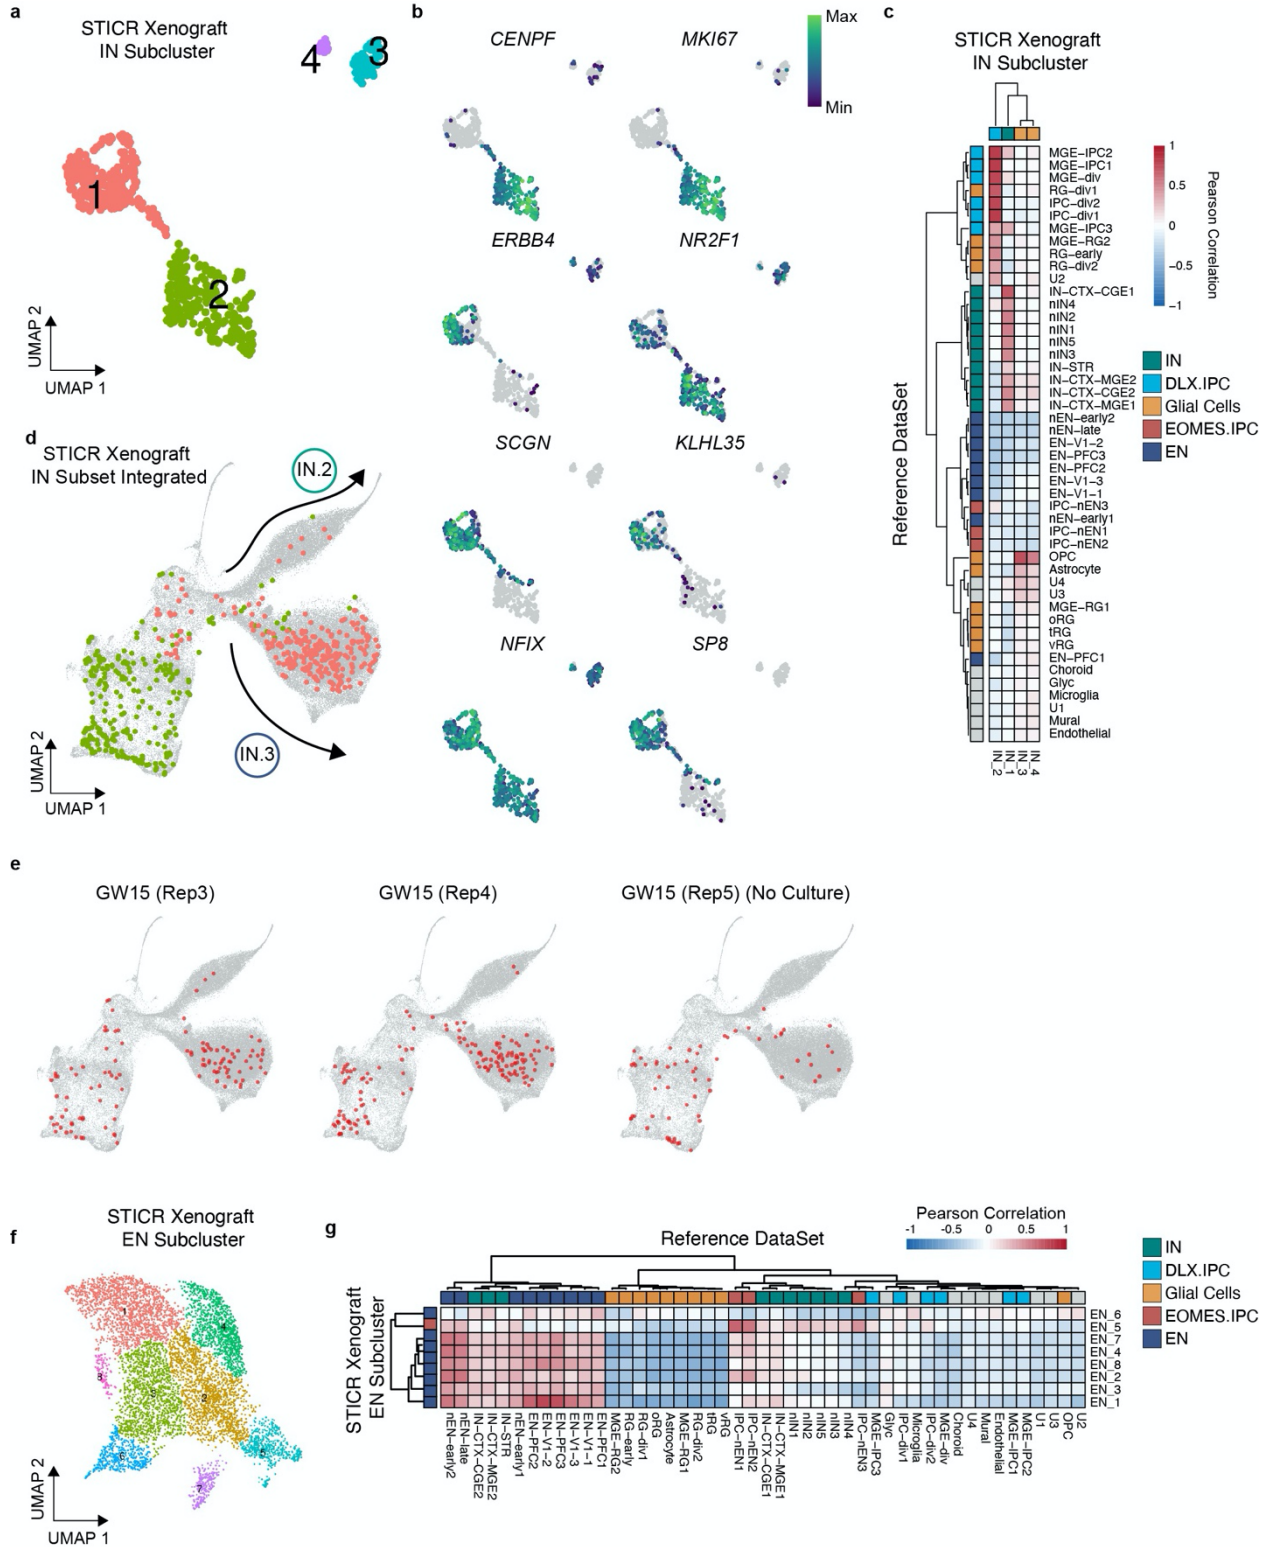 a
STICR Xenograft
IN Subcluster
4
3
1
2
UMAP 2
UMAP 1
b
CENPF
MKI67
Max
Min
ERBB4
NR2F1
SCGN
KLHL35
NFIX
SP8
c
STICR Xenograft
IN Subcluster
Reference DataSet
MGE-IPC2
MGE-IPC1
MGE-div
RG-div1
IPC-div2
IPC-div1
MGE-IPC3
MGE-RG2
RG-early
RG-div2
U2
IN-CTX-CGE1
nIN4
nIN2
nIN1
nIN5
nIN3
IN-STR
IN-CTX-MGE2
IN-CTX-CGE2
IN-CTX-MGE1
nEN-early2
nEN-late
EN-V1-2
EN-PFC3
EN-PFC2
EN-V1-3
EN-V1-1
IPC-nEN3
nEN-early1
IPC-nEN1
IPC-nEN2
OPC
Astrocyte
U4
U3
MGE-RG1
oRG
tRG
vRG
EN-PFC1
Choroid
Glyc
Microglia
U1
Mural
Endothelial
IN_2
IN_1
IN_3
IN_4
1
0.5
0
-0.5
-1
Pearson Correlation
IN
DLX.IPC
Glial Cells
EOMES.IPC
EN
d
STICR Xenograft
IN Subset Integrated
IN.2
IN.3
UMAP 2
UMAP 1
e
GW15 (Rep3)
GW15 (Rep4)
GW15 (Rep5) (No Culture)
f
STICR Xenograft
EN Subcluster
1
4
8
3
2
6
5
7
UMAP 2
UMAP 1
g
Reference DataSet
Pearson Correlation
-1
-0.5
0
0.5
1
STICR Xenograft
EN Subcluster
EN_6
EN_5
EN_7
EN_4
EN_8
EN_2
EN_3
EN_1
nEN-early2
nEN-late
IN-CTX-CGE2
IN-CTX-MGE2
IN-STR
nEN-early1
EN-PFC2
EN-V1-2
EN-PFC3
EN-V1-3
EN-V1-1
EN-PFC1
MGE-RG2
RG-early
RG-div1
oRG
Astrocyte
MGE-RG1
RG-div2
tRG
vRG
IPC-nEN1
IPC-nEN2
IN-CTX-CGE1
IN-CTX-MGE1
nIN1
nIN2
nIN5
nIN3
nIN4
IPC-nEN3
MGE-IPC3
Glyc
IPC-div1
Microglia
IPC-div2
MGE-div
Choroid
U4
Mural
Endothelial
MGE-IPC1
MGE-IPC2
U1
U3
OPC
U2
IN
DLX.IPC
Glial Cells
EOMES.IPC
EN